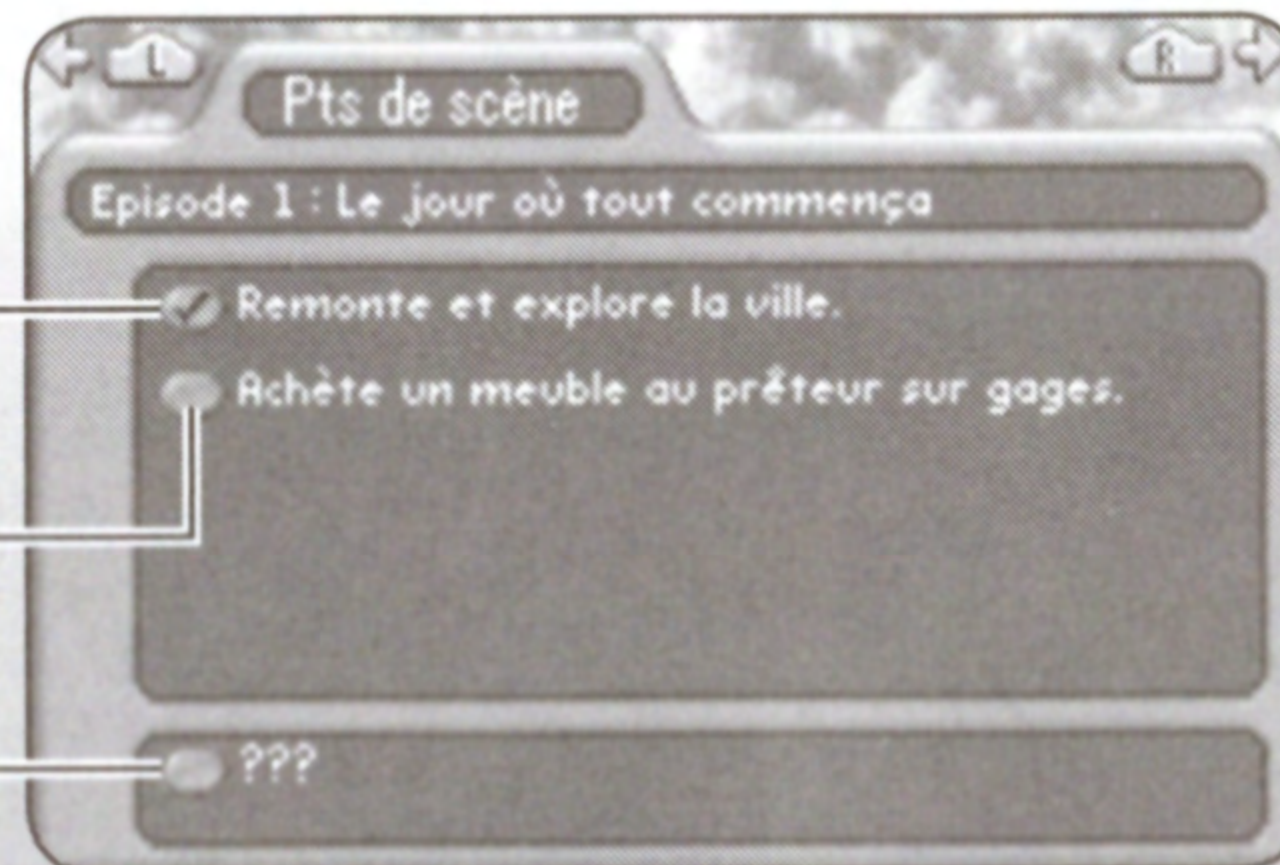 L
R
Pts de scène
Episode 1 : Le jour où tout commença
Remonte et explore la ville.
Achète un meuble au prêteur sur gages.
???